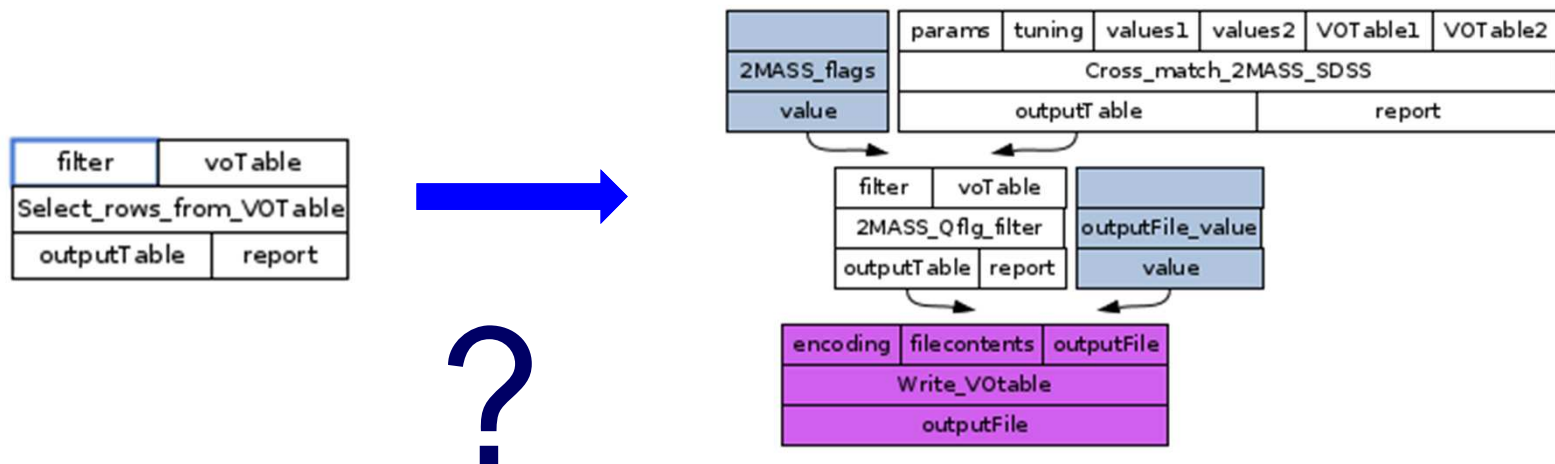 filter voTable
Select_rows_from_VOTable
outputTable report
?
params tuning values1 values2 VOTable1 VOTable2
2MASS_flags Cross_match_2MASS_SDSS
value outputTable report
filter voTable
2MASS_Qflg_filter outputFile_value
outputTable report value
encoding filecontents outputFile
Write_VOtable
outputFile